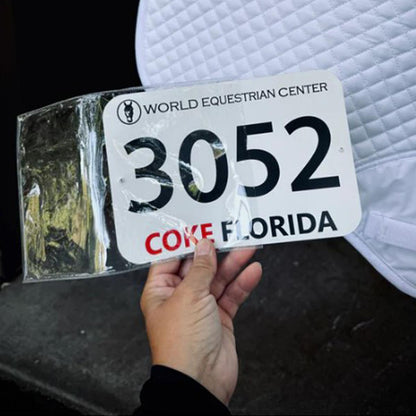 WORLD EQUESTRIAN CENTER
3052
COKE FLORIDA